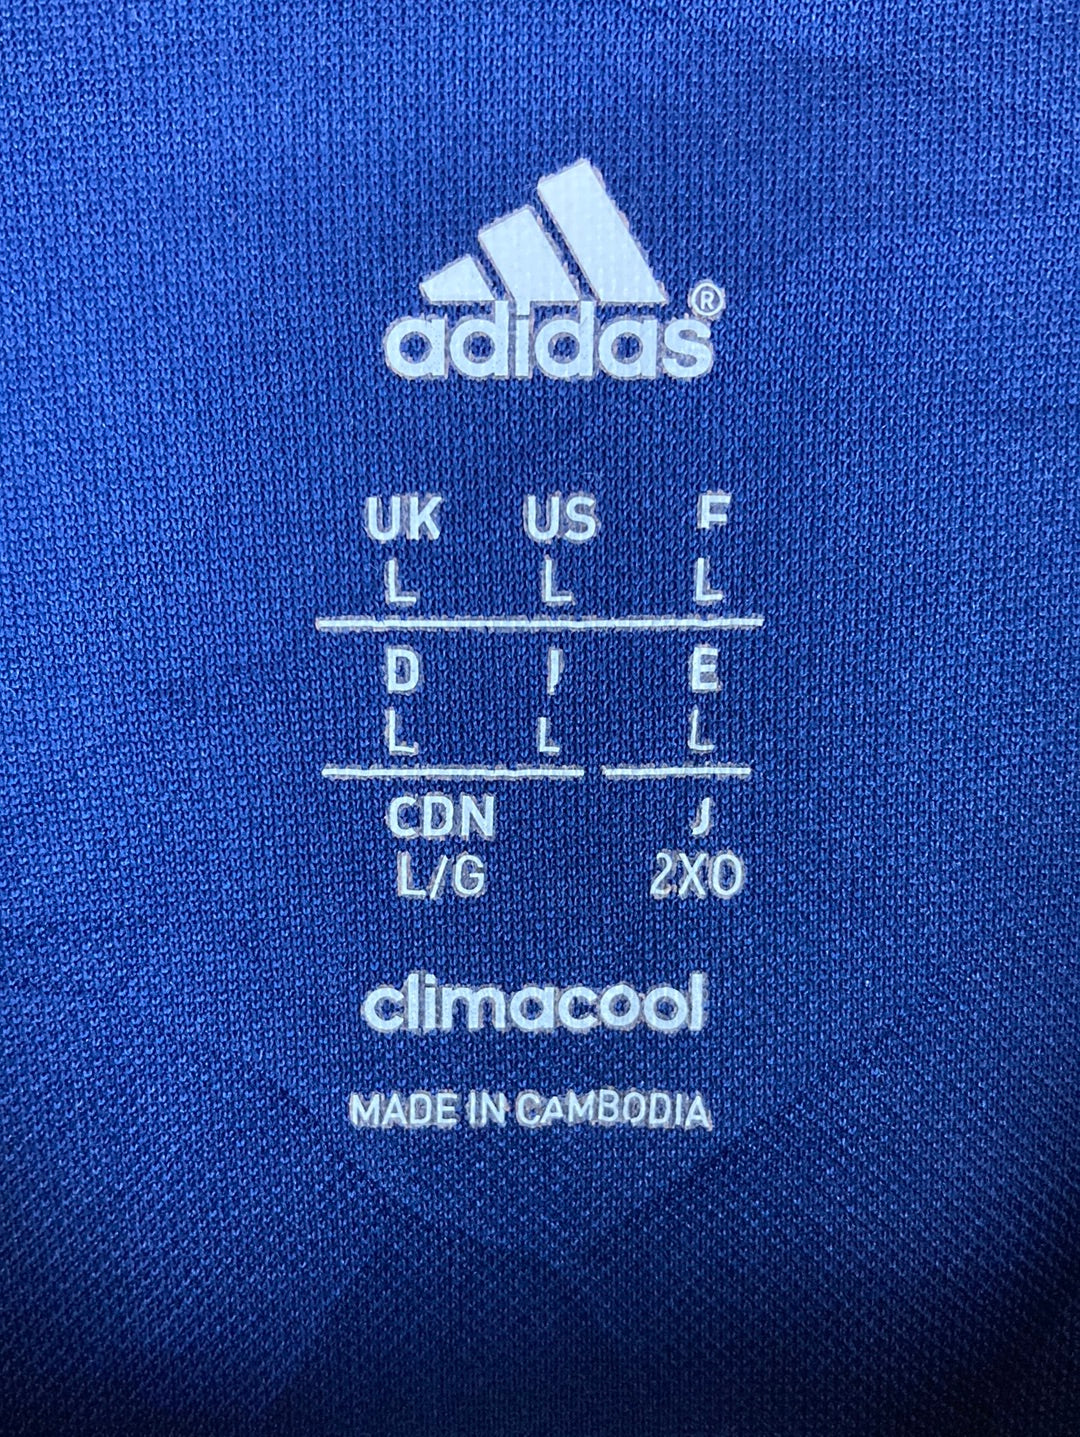 adidas®
UK US F
L L L
D I E
L L L
CDN J
L/G 2XO
climacool
MADE IN CAMBODIA